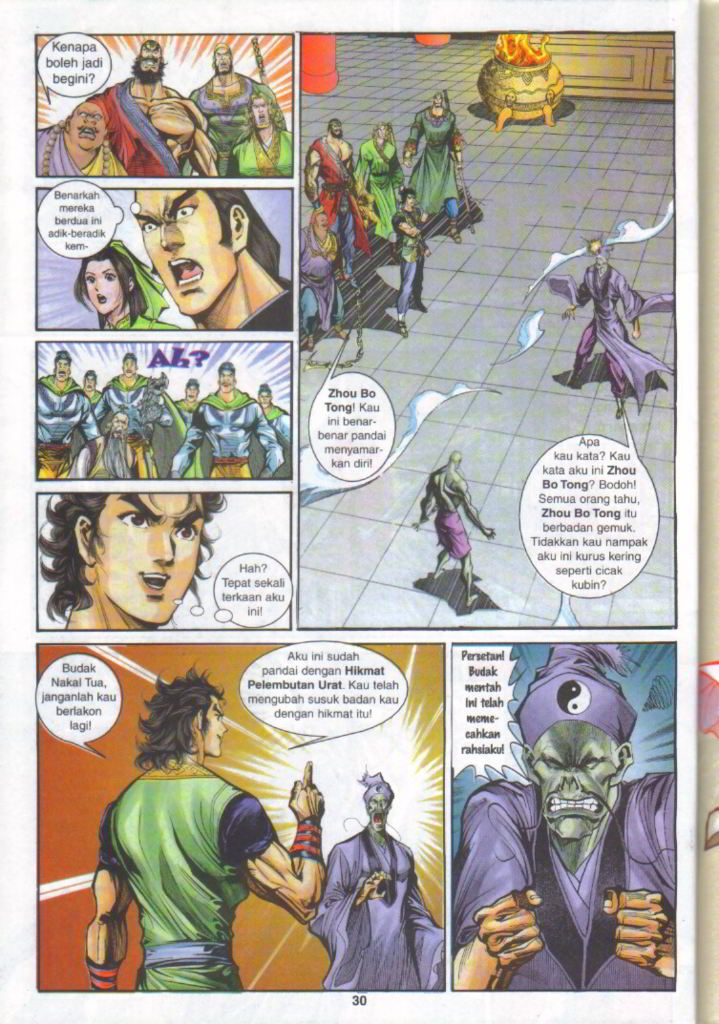 Kenapa
boleh jadi
begini?
Benarkah
mereka
berdua ini
adik-beradik
kem-
AH?
Hah?
Tepat sekali
terkaan aku
ini!
Zhou Bo
Tong! Kau
ini benar-
benar pandai
menyamar-
kan diri!
Apa
kau kata? Kau
kata aku ini Zhou
Bo Tong? Bodoh!
Semua orang tahu,
Zhou Bo Tong itu
berbadan gemuk.
Tidakkan kau nampak
aku ini kurus kering
seperti cicak
kubin?
Budak
Nakal Tua,
janganlah kau
berlakon
lagi!
Aku ini sudah
pandai dengan Hikmat
Pelembutan Urat. Kau telah
mengubah susuk badan kau
dengan hikmat itu!
Persetan!
Budak
mentah
ini telah
meme-
cahkan
rahsiaku!
30